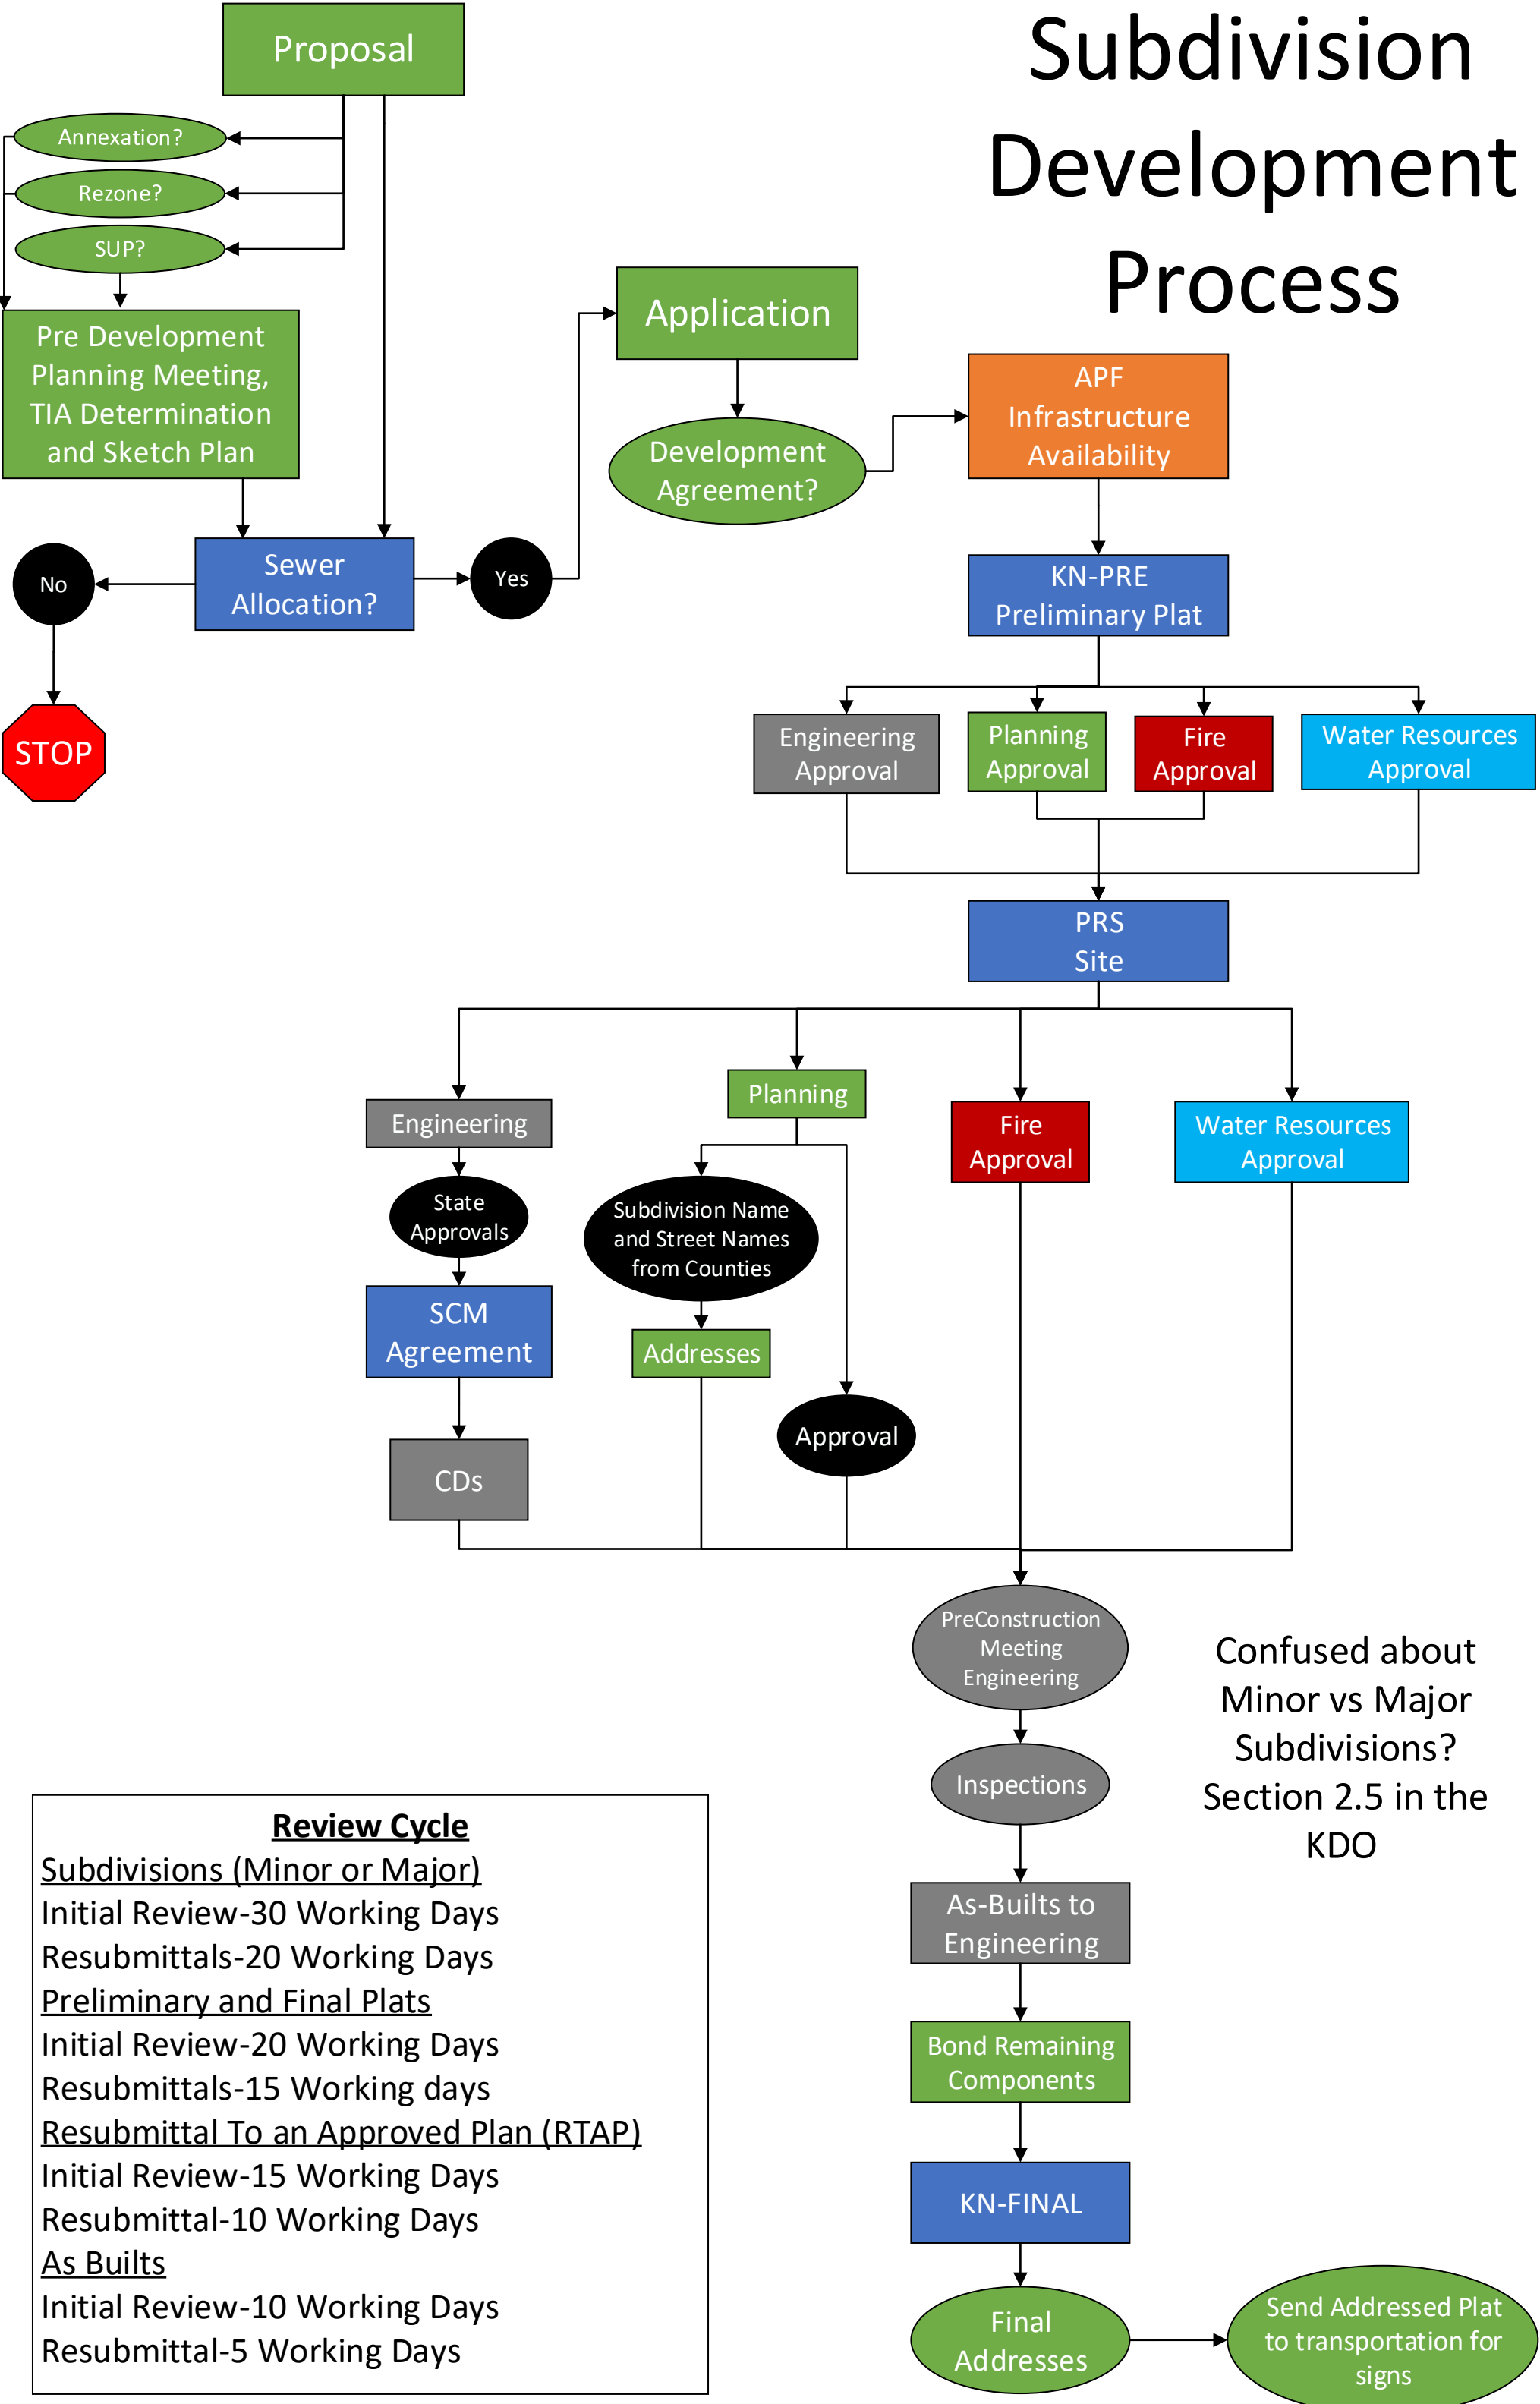 Subdivision
Development
Process
Proposal
Annexation?
Rezone?
SUP?
Pre Development
Planning Meeting,
TIA Determination
and Sketch Plan
Sewer
Allocation?
No
Yes
STOP
Application
Development
Agreement?
APF
Infrastructure
Availability
KN-PRE
Preliminary Plat
Engineering
Approval
Planning
Approval
Fire
Approval
Water Resources
Approval
PRS
Site
Engineering
State
Approvals
SCM
Agreement
CDs
Planning
Subdivision Name
and Street Names
from Counties
Addresses
Approval
Fire
Approval
Water Resources
Approval
PreConstruction
Meeting
Engineering
Inspections
As-Builts to
Engineering
Bond Remaining
Components
KN-FINAL
Final
Addresses
Send Addressed Plat
to transportation for
signs
Confused about
Minor vs Major
Subdivisions?
Section 2.5 in the
KDO
Review Cycle
Subdivisions (Minor or Major)
Initial Review-30 Working Days
Resubmittals-20 Working Days
Preliminary and Final Plats
Initial Review-20 Working Days
Resubmittals-15 Working days
Resubmittal To an Approved Plan (RTAP)
Initial Review-15 Working Days
Resubmittal-10 Working Days
As Builts
Initial Review-10 Working Days
Resubmittal-5 Working Days